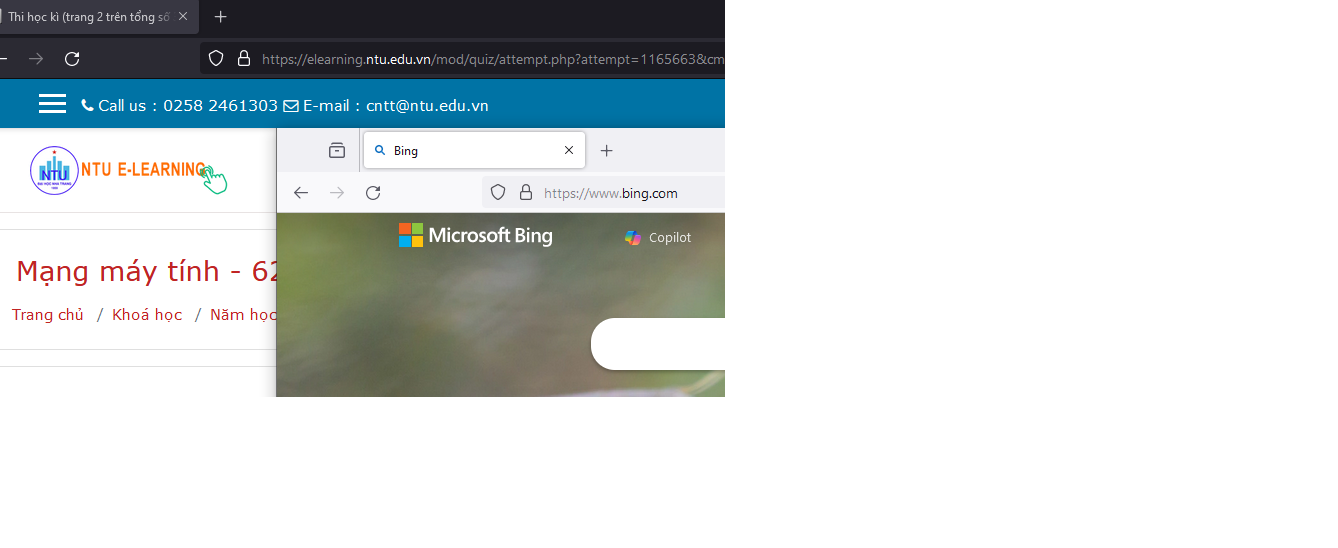 Thi học kì (trang 2 trên tổng số
https://elearning.ntu.edu.vn/mod/quiz/attempt.php?attempt=1165663&cm
Call us : 0258 2461303 E-mail : cntt@ntu.edu.vn
Bing
NTU
NTU E-LEARNING
https://www.bing.com
Microsoft Bing
Copilot
Mạng máy tính - 62
Trang chủ / Khoá học / Năm học